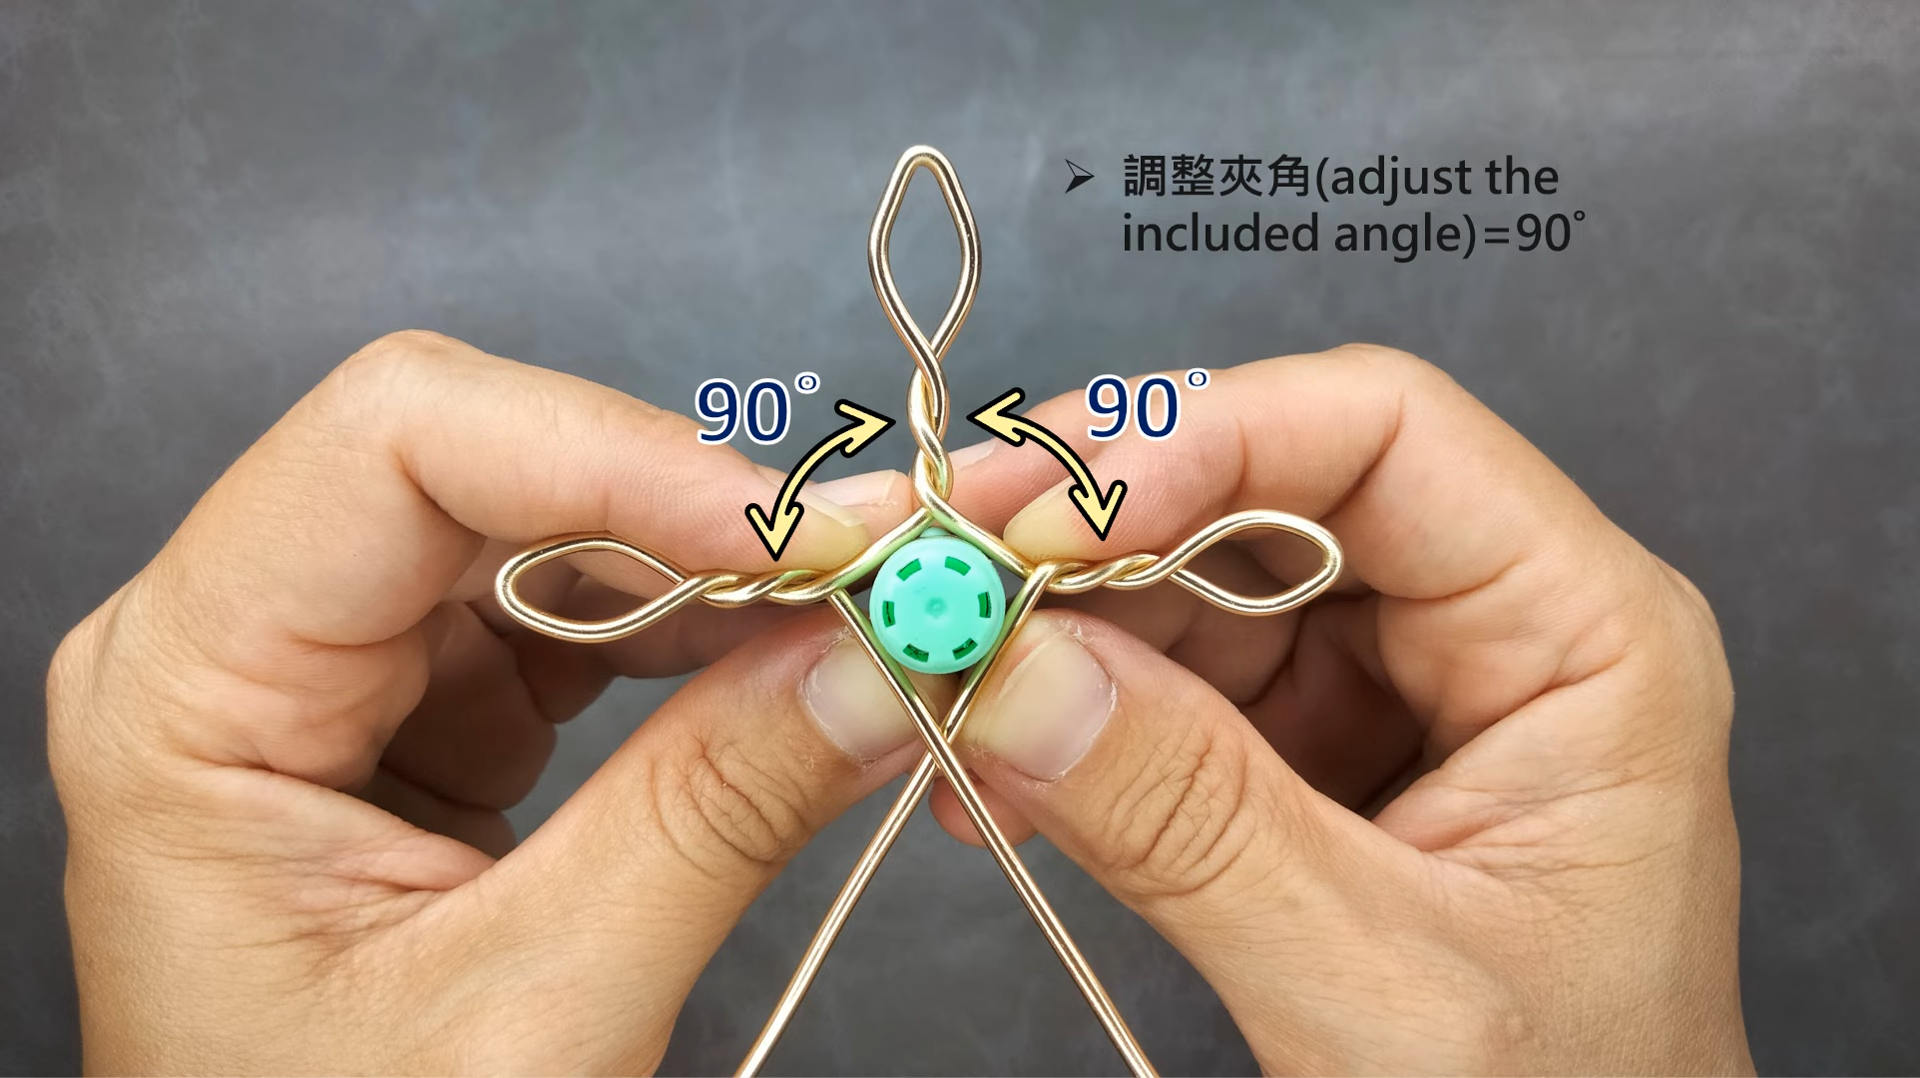 ➢ 調整夾角(adjust the
included angle)=90°
90°
90°